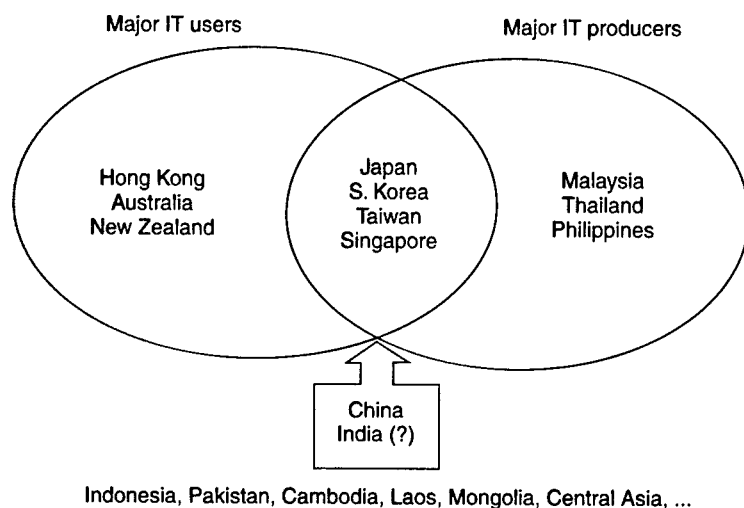 Major IT users
Major IT producers
Hong Kong
Australia
New Zealand
Japan
S. Korea
Taiwan
Singapore
Malaysia
Thailand
Philippines
China
India (?)
Indonesia, Pakistan, Cambodia, Laos, Mongolia, Central Asia, ...